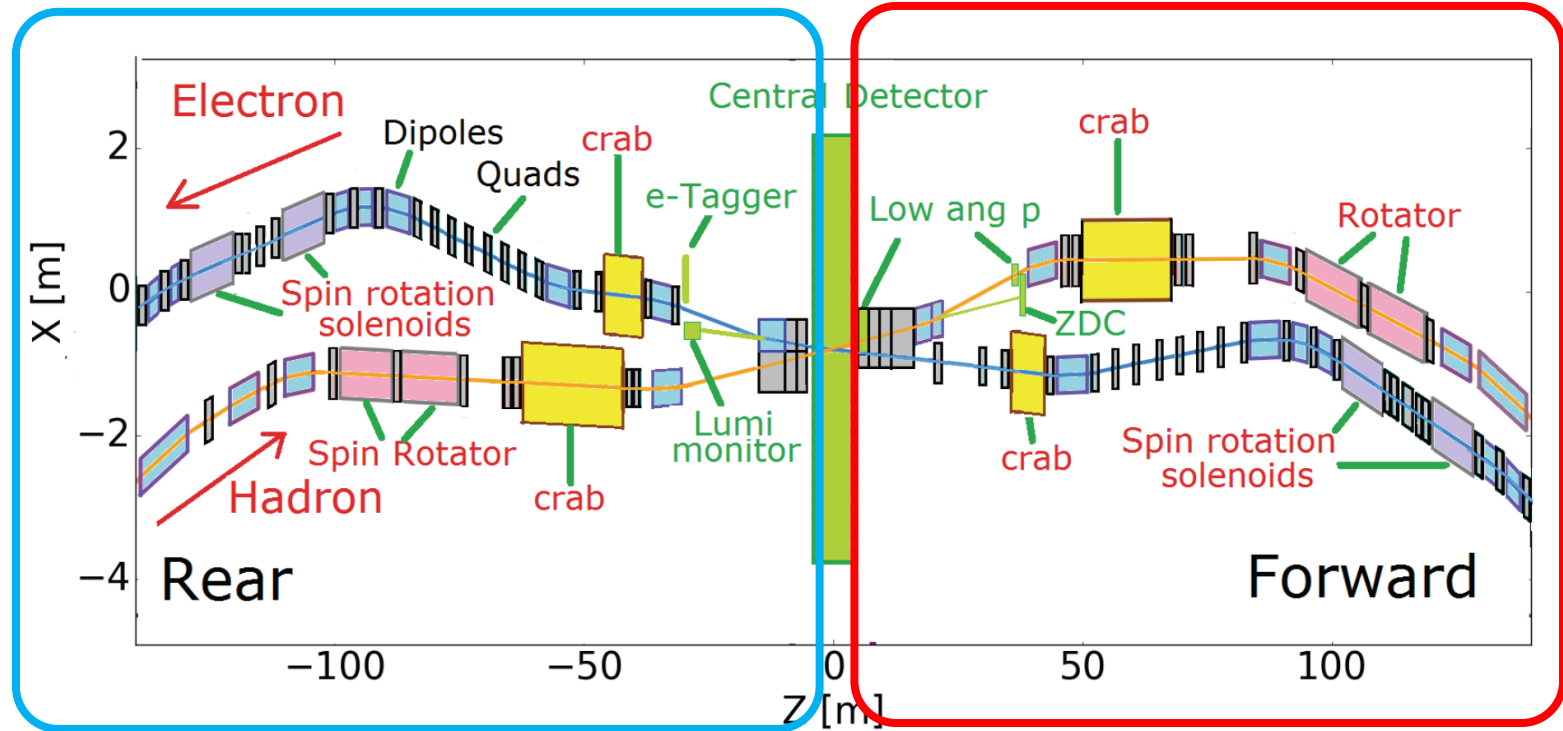 Central Detector
Electron
Dipoles
crab
crab
Quads
e-Tagger
Low ang p
Rotator
2
X [m]
0
Spin rotation
solenoids
ZDC
−2
Lumi
monitor
Spin Rotator
crab
Spin rotation
solenoids
Hadron
crab
−4
Rear
Forward
−100
−50
0
50
100
Z [m]